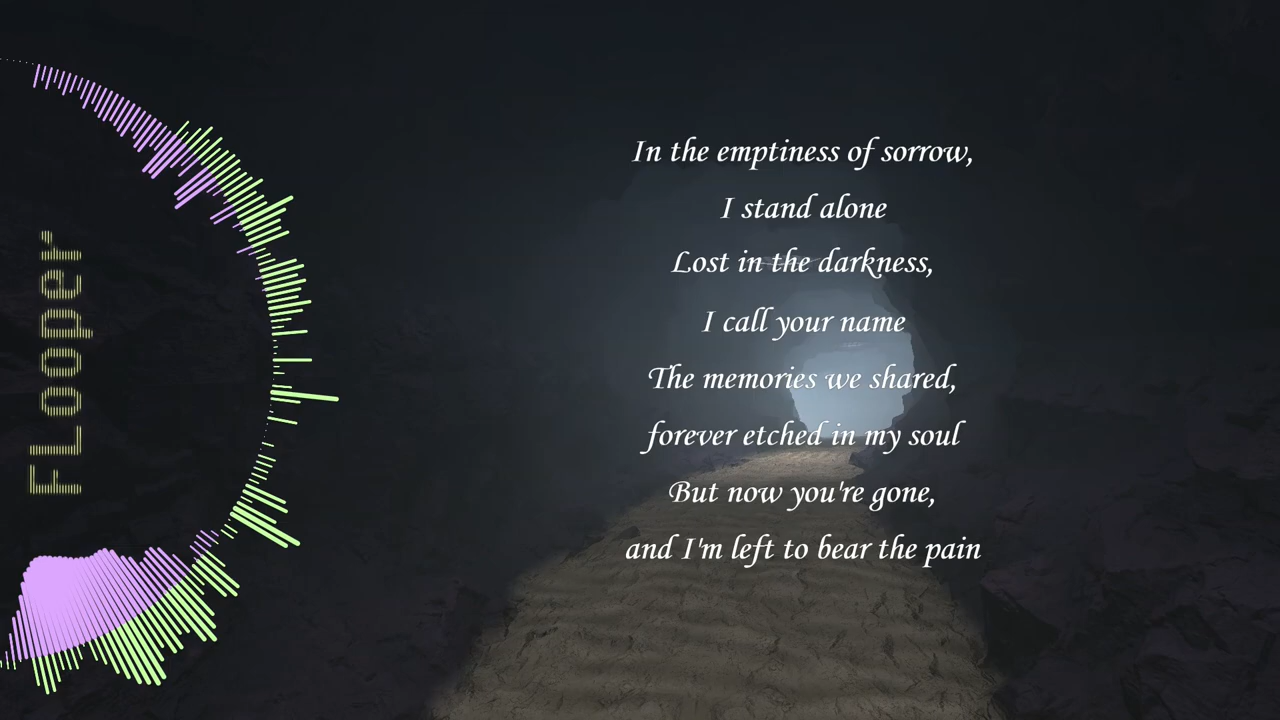 FLooper
In the emptiness of sorrow,
I stand alone
Lost in the darkness,
I call your name
The memories we shared,
forever etched in my soul
But now you're gone,
and I'm left to bear the pain